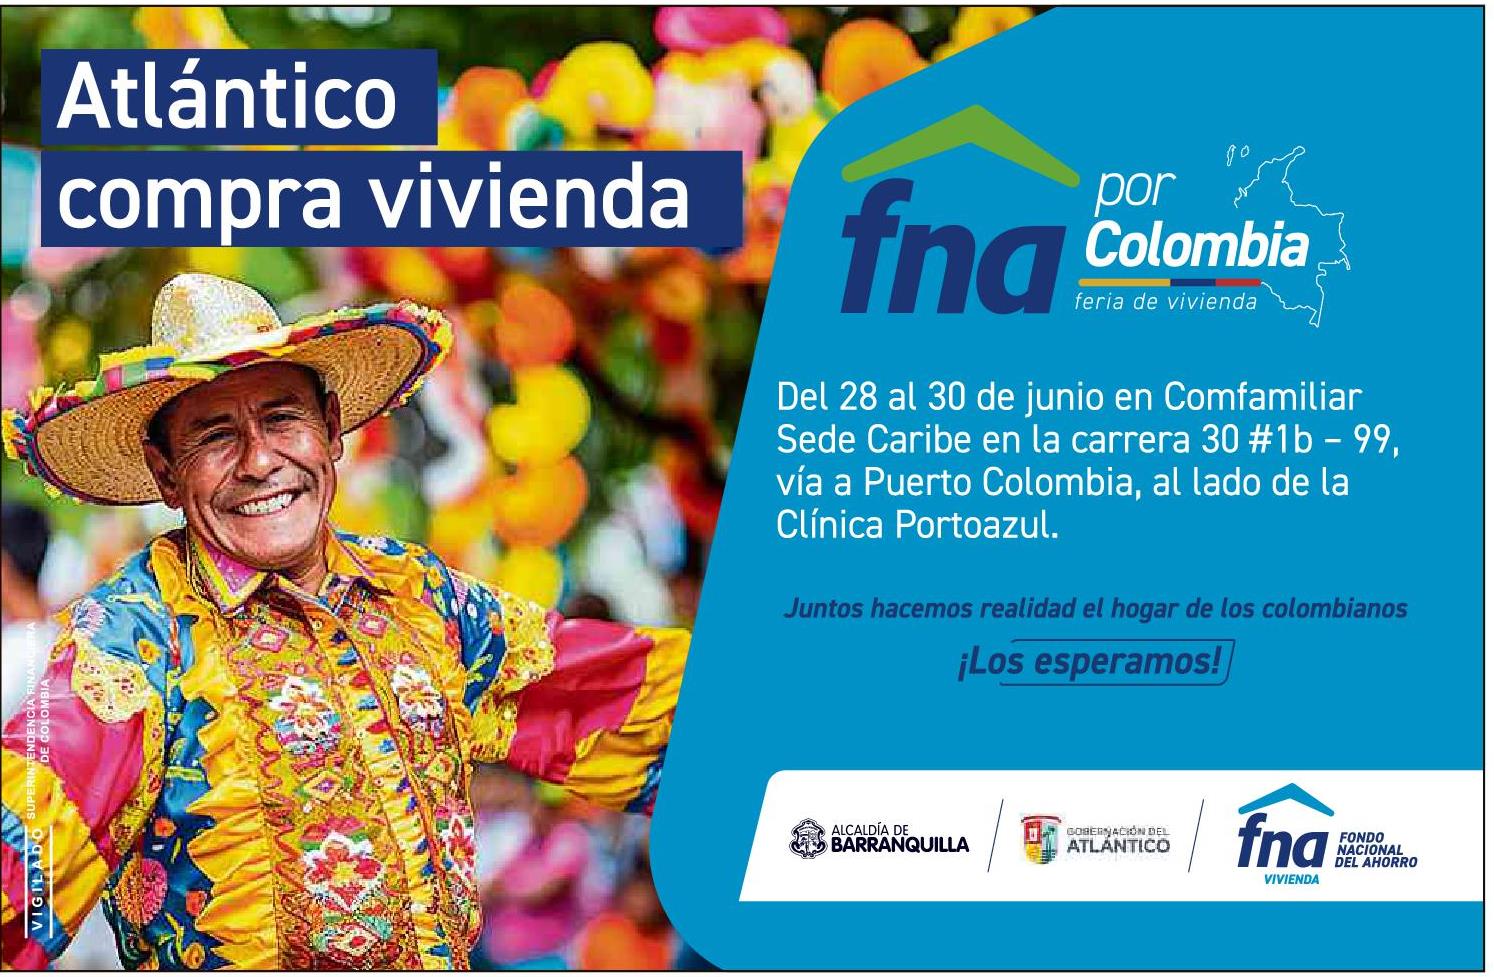 Atlántico
compra vivienda
fna
por
Colombia
feria de vivienda
Del 28 al 30 de junio en Comfamiliar
Sede Caribe en la carrera 30 #1b – 99,
vía a Puerto Colombia, al lado de la
Clínica Portoazul.
Juntos hacemos realidad el hogar de los colombianos
¡Los esperamos!
ALCALDÍA DE
BARRANQUILLA
GOBERNACIÓN DEL
ATLÁNTICO
fna
VIVIENDA
FONDO
NACIONAL
DEL AHORRO
VIGILADO
SUPERINTENDENCIA FINANCIERA
DE COLOMBIA